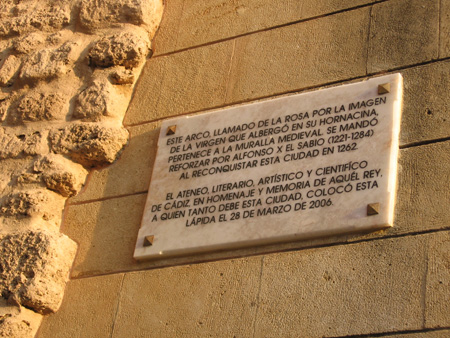 ESTE ARCO, LLAMADO DE LA ROSA POR LA IMAGEN
DE LA VIRGEN QUE ALBERGÓ EN SU HORNACINA,
PERTENECE A LA MURALLA MEDIEVAL. SE MANDÓ
REFORZAR POR ALFONSO X EL SABIO (1221-1284)
AL RECONQUISTAR ESTA CIUDAD EN 1262.
EL ATENEO, LITERARIO, ARTÍSTICO Y CIENTÍFICO
DE CÁDIZ, EN HOMENAJE Y MEMORIA DE AQUÉL REY,
A QUIEN TANTO DEBE ESTA CIUDAD, COLOCÓ ESTA
LÁPIDA EL 28 DE MARZO DE 2006.